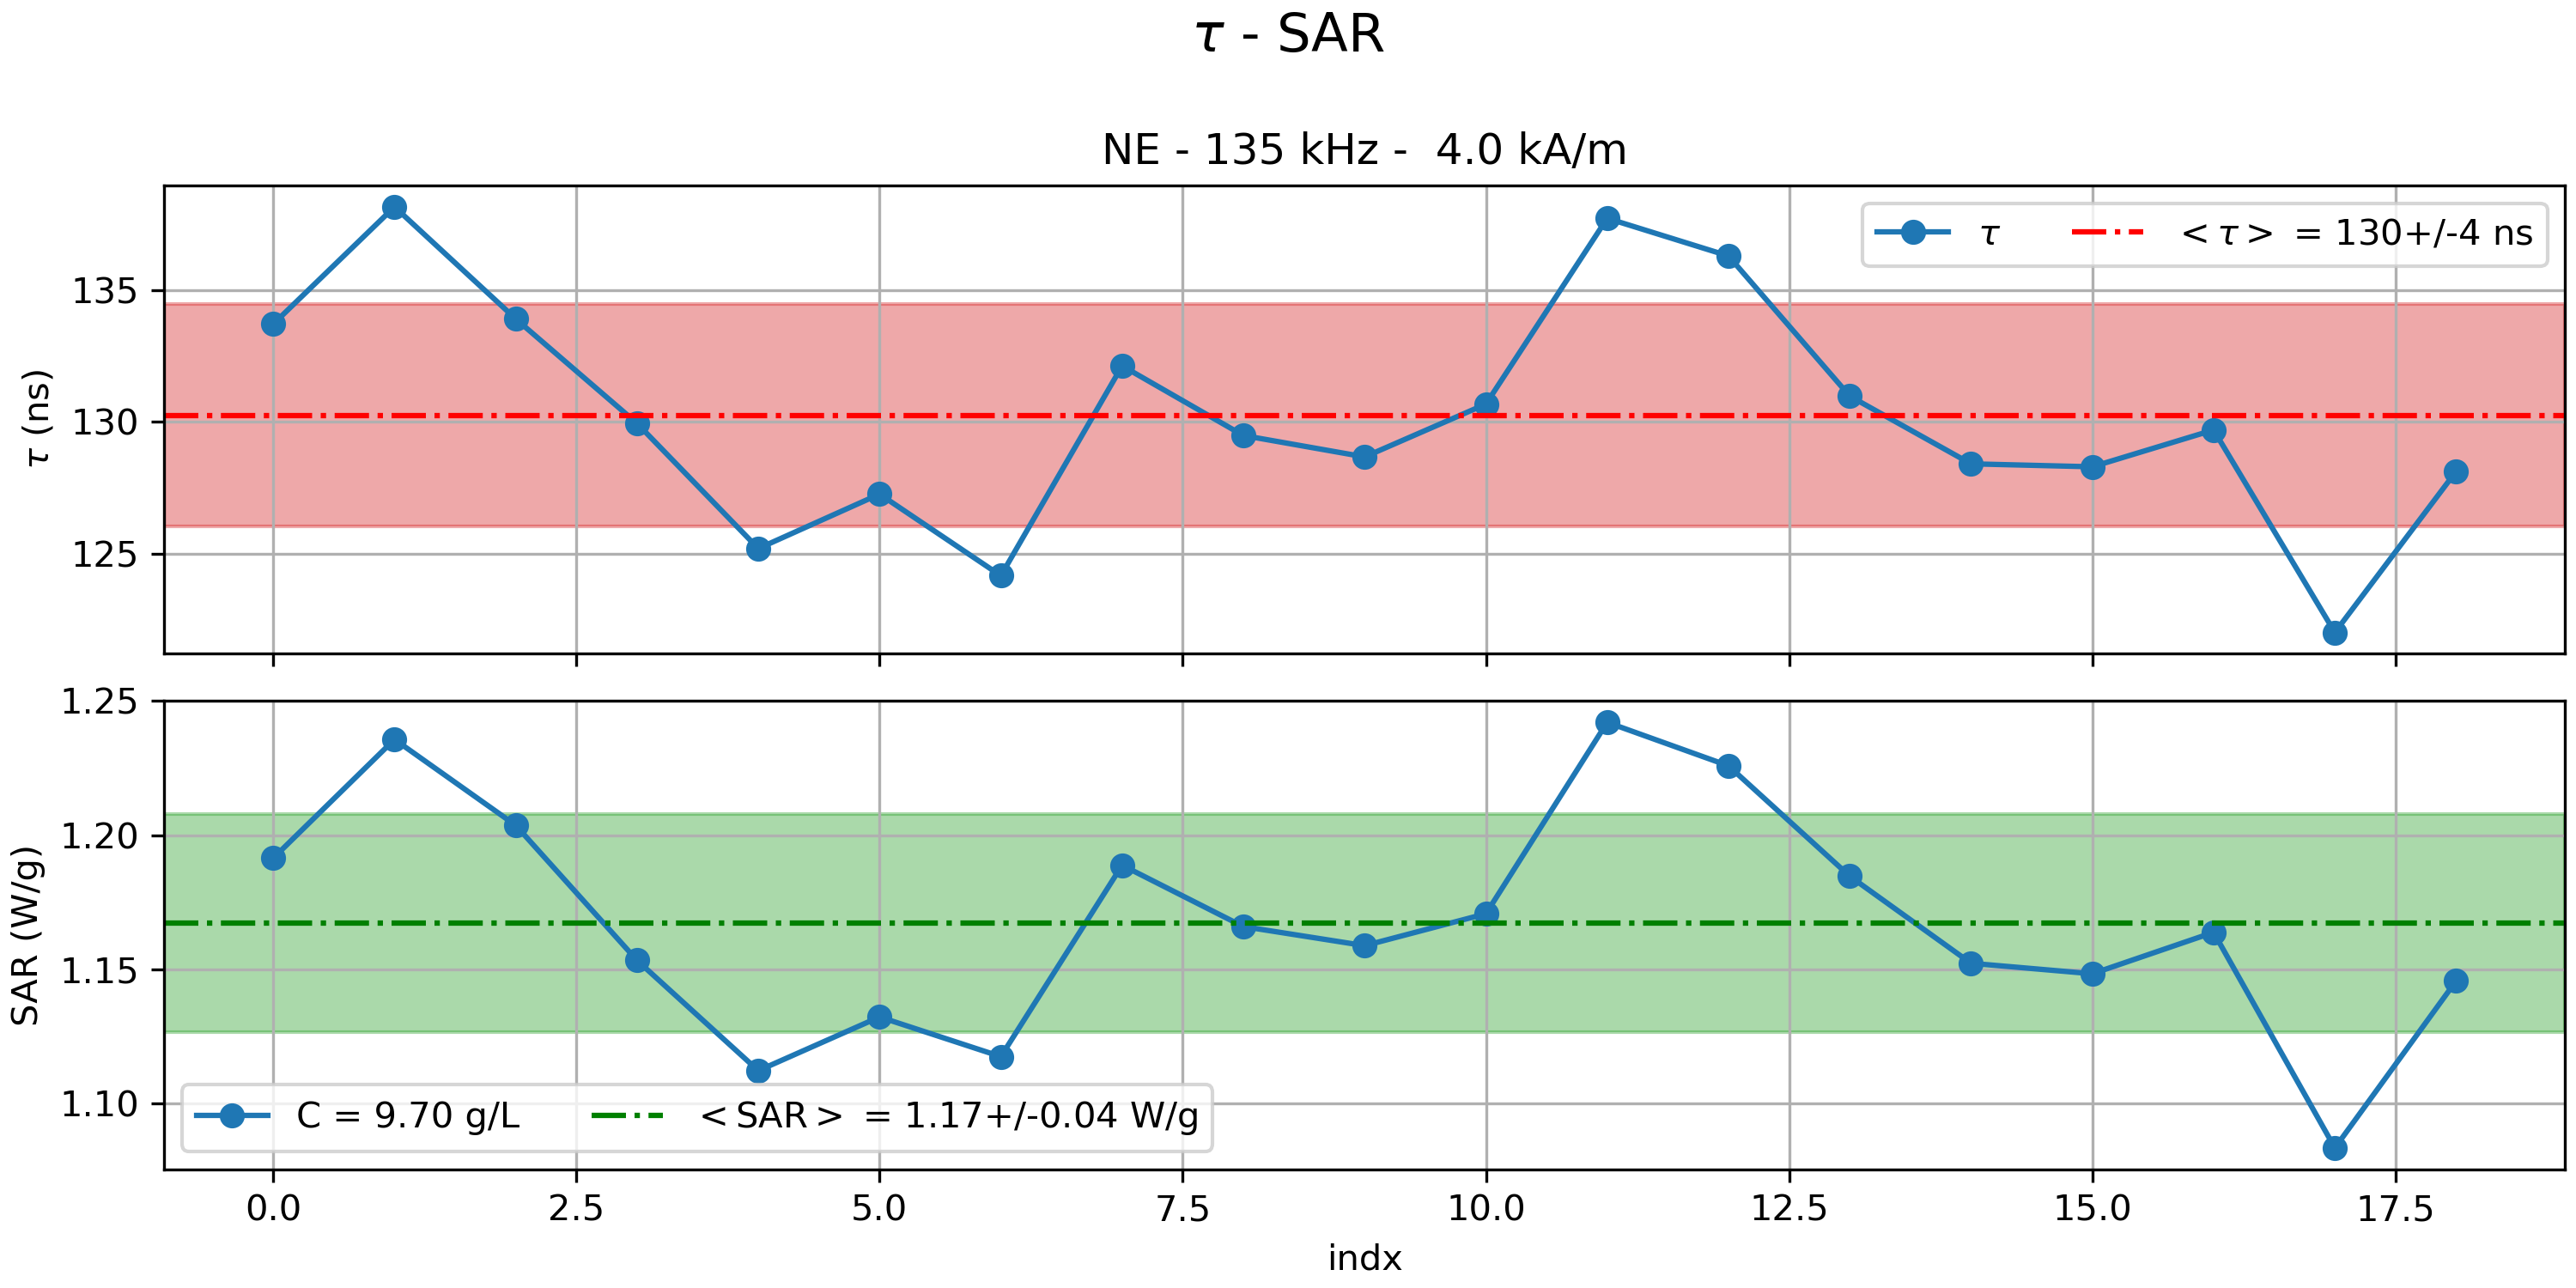 τ - SAR
NE - 135 kHz -  4.0 kA/m
τ
<τ> = 130+/-4 ns
135
130
125
τ (ns)
1.25
1.20
1.15
1.10
SAR (W/g)
C = 9.70 g/L
<SAR> = 1.17+/-0.04 W/g
0.0 2.5 5.0 7.5 10.0 12.5 15.0 17.5
indx